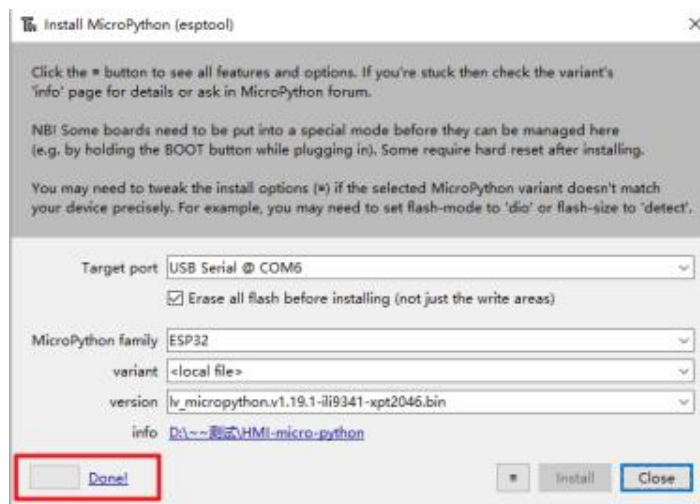 Install MicroPython (esptool)
Click the ≡ button to see all features and options. If you're stuck then check the variant's
'info' page for details or ask in MicroPython forum.
NB! Some boards need to be put into a special mode before they can be managed here
(e.g. by holding the BOOT button while plugging in). Some require hard reset after installing.
You may need to tweak the install options (≡) if the selected MicroPython variant doesn't match
your device precisely. For example, you may need to set flash-mode to 'dio' or flash-size to 'detect'.
Target port USB Serial @ COM6
Erase all flash before installing (not just the write areas)
MicroPython family ESP32
variant <local file>
version lv_micropython.v1.19.1-ili9341-xpt2046.bin
info D:\~~测试\HMI-micro-python
Done! ≡ Install Close